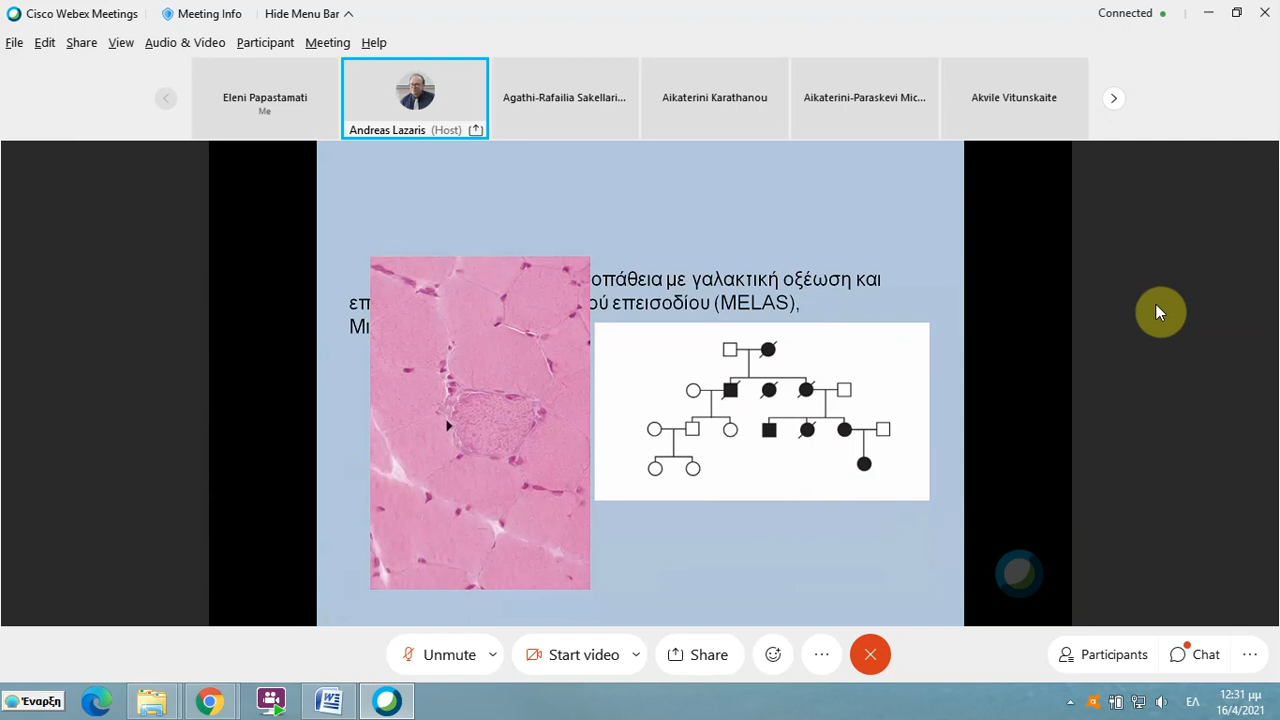 Cisco Webex Meetings
Meeting Info
Hide Menu Bar
Connected
File Edit Share View Audio & Video Participant Meeting Help
Eleni Papastamati
Me
Andreas Lazaris (Host)
Agathi-Rafailia Sakellari...
Aikaterini Karathanou
Aikaterini-Paraskevi Mic...
Akvile Vitunskaite
οπάθεια με γαλακτική οξέωση και
επ
ού επεισοδίου (MELAS),
Unmute
Start video
Share
Participants
Chat
Έναρξη
ΕΛ
12:31 μμ
16/4/2021